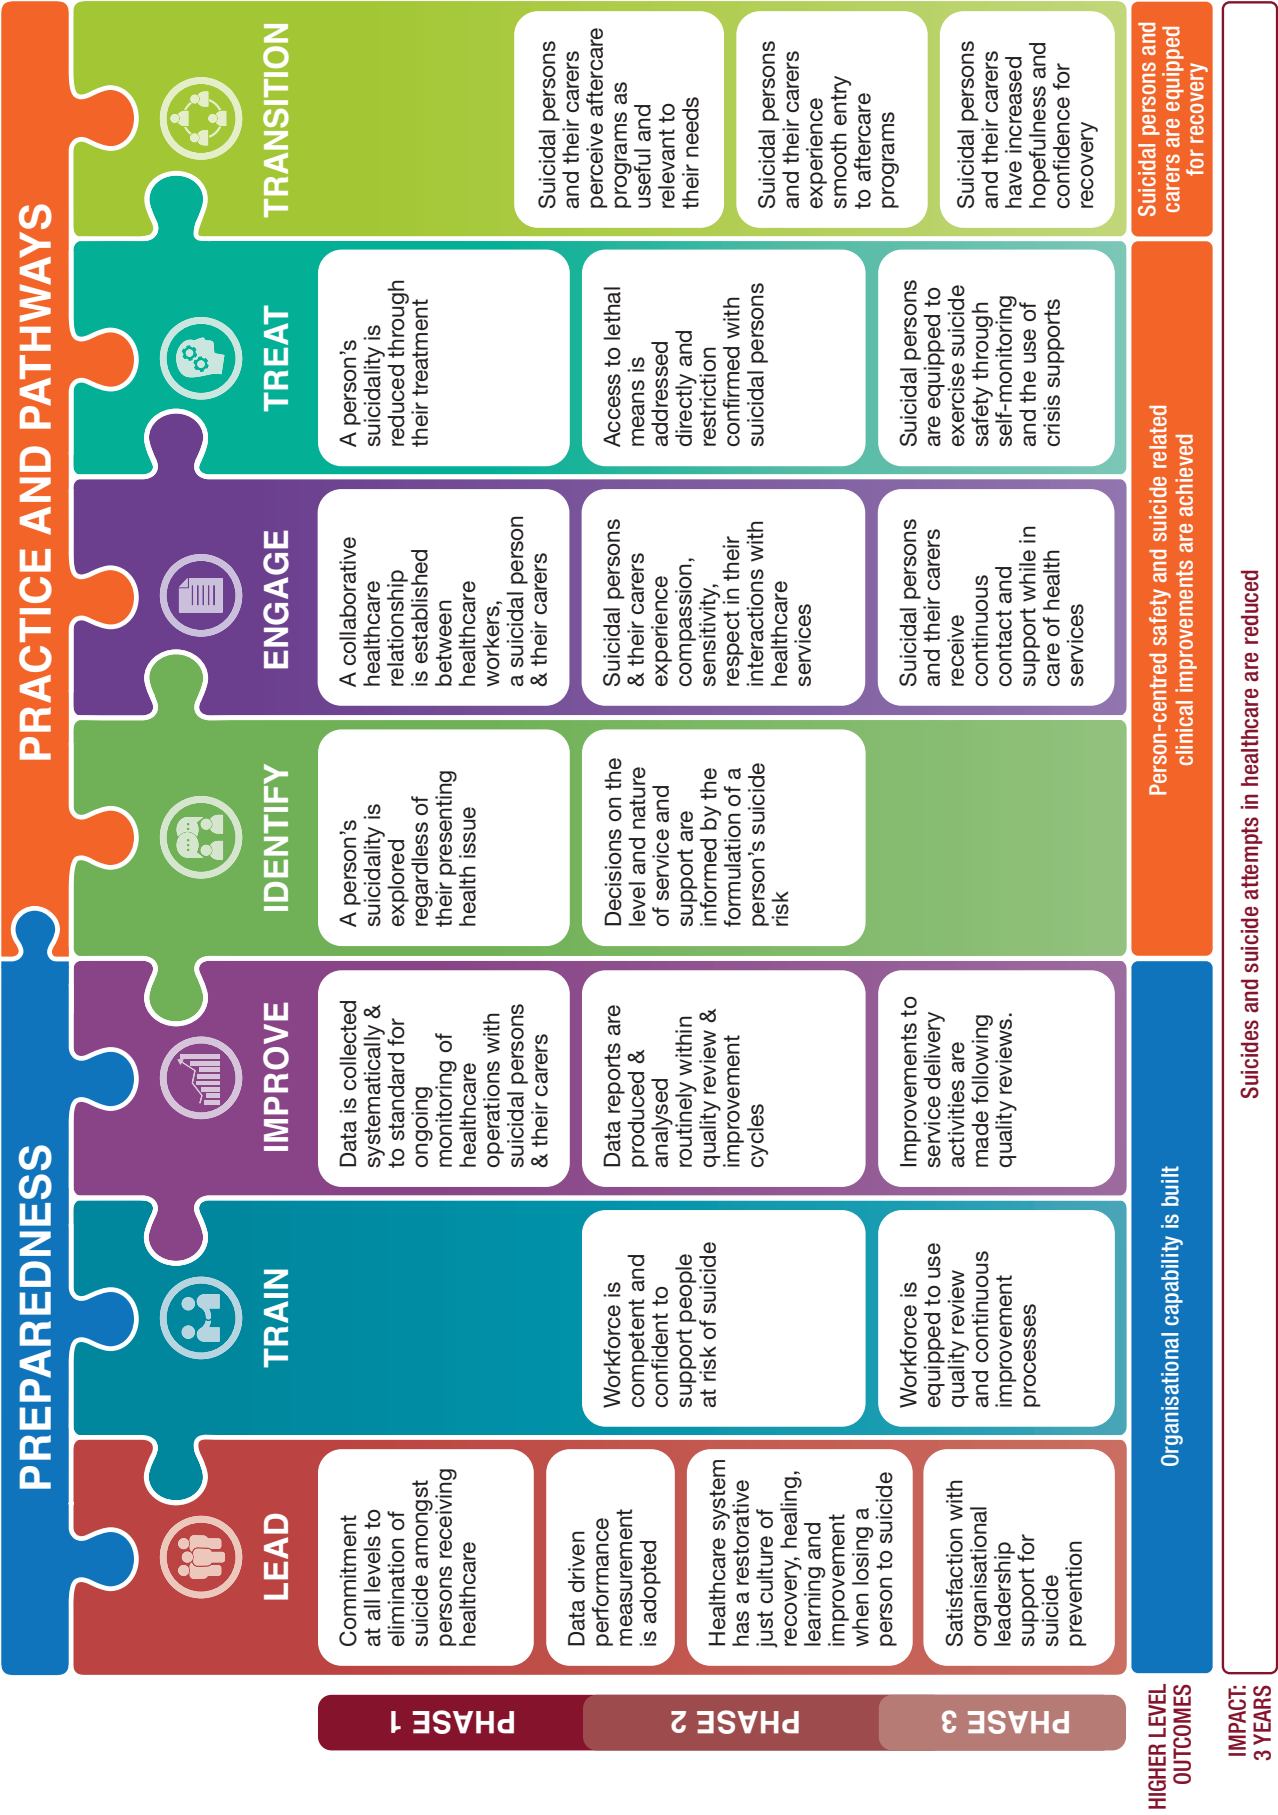 PREPAREDNESS
PRACTICE AND PATHWAYS
LEAD
TRAIN
IMPROVE
IDENTIFY
ENGAGE
TREAT
TRANSITION
PHASE 1
Commitment
at all levels to
elimination of
suicide amongst
persons receiving
healthcare
Data is collected
systematically &
to standard for
ongoing
monitoring of
healthcare
operations with
suicidal persons
& their carers
A person’s
suicidality is
explored
regardless of
their presenting
health issue
A collaborative
healthcare
relationship
is established
between
healthcare
workers,
a suicidal person
& their carers
A person’s
suicidality is
reduced through
their treatment
Suicidal persons
and their carers
perceive aftercare
programs as
useful and
relevant to
their needs
PHASE 2
Data driven
performance
measurement
is adopted
Healthcare system
has a restorative
just culture of
recovery, healing,
learning and
improvement
when losing a
person to suicide
Workforce is
competent and
confident to
support people
at risk of suicide
Data reports are
produced &
analysed
routinely within
quality review &
improvement
cycles
Decisions on the
level and nature
of service and
support are
informed by the
formulation of a
person’s suicide
risk
Suicidal persons
& their carers
experience
compassion,
sensitivity,
respect in their
interactions with
healthcare
services
Access to lethal
means is
addressed
directly and
restriction
confirmed with
suicidal persons
Suicidal persons
and their carers
experience
smooth entry
to aftercare
programs
PHASE 3
Satisfaction with
organisational
leadership
support for
suicide
prevention
Workforce is
equipped to use
quality review
and continuous
improvement
processes
Improvements to
service delivery
activities are
made following
quality reviews.
Suicidal persons
and their carers
receive
continuous
contact and
support while in
care of health
services
Suicidal persons
are equipped to
exercise suicide
safety through
self-monitoring
and the use of
crisis supports
Suicidal persons
and their carers
have increased
hopefulness and
confidence for
recovery
HIGHER LEVEL
OUTCOMES
Organisational capability is built
Person-centred safety and suicide related
clinical improvements are achieved
Suicidal persons and
carers are equipped
for recovery
IMPACT:
3 YEARS
Suicides and suicide attempts in healthcare are reduced